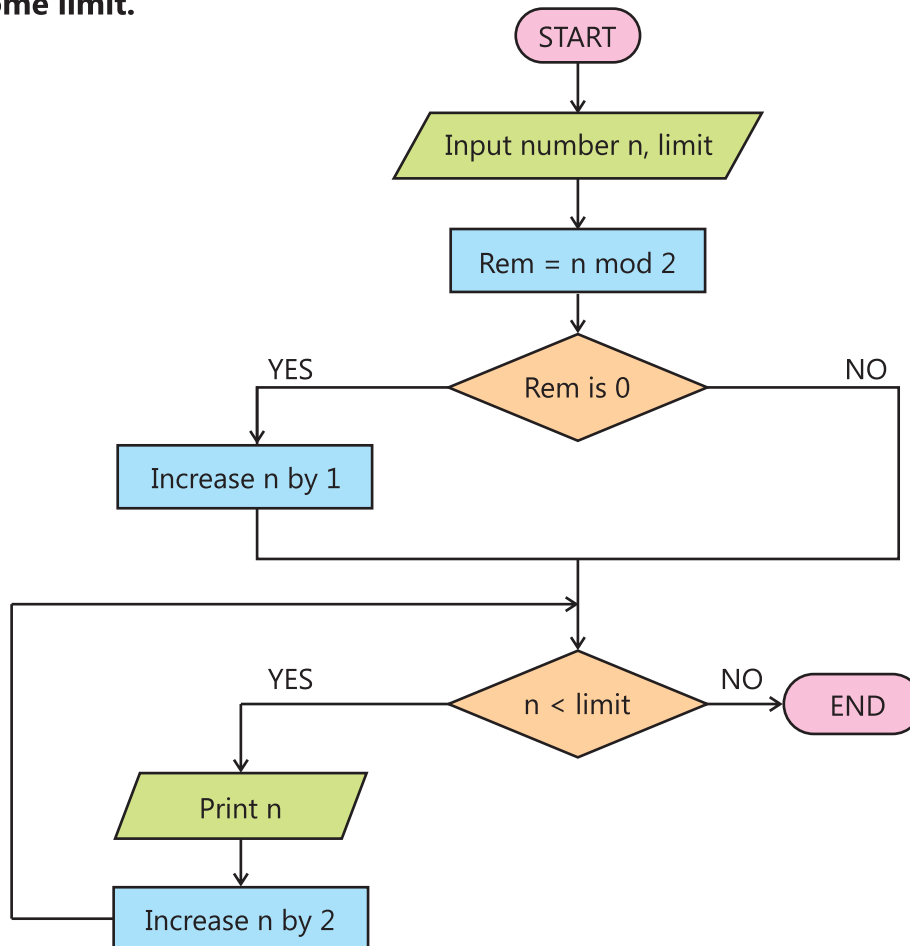 limit.
START
Input number n, limit
Rem = n mod 2
YES
Rem is 0
NO
Increase n by 1
YES
n < limit
NO
END
Print n
Increase n by 2